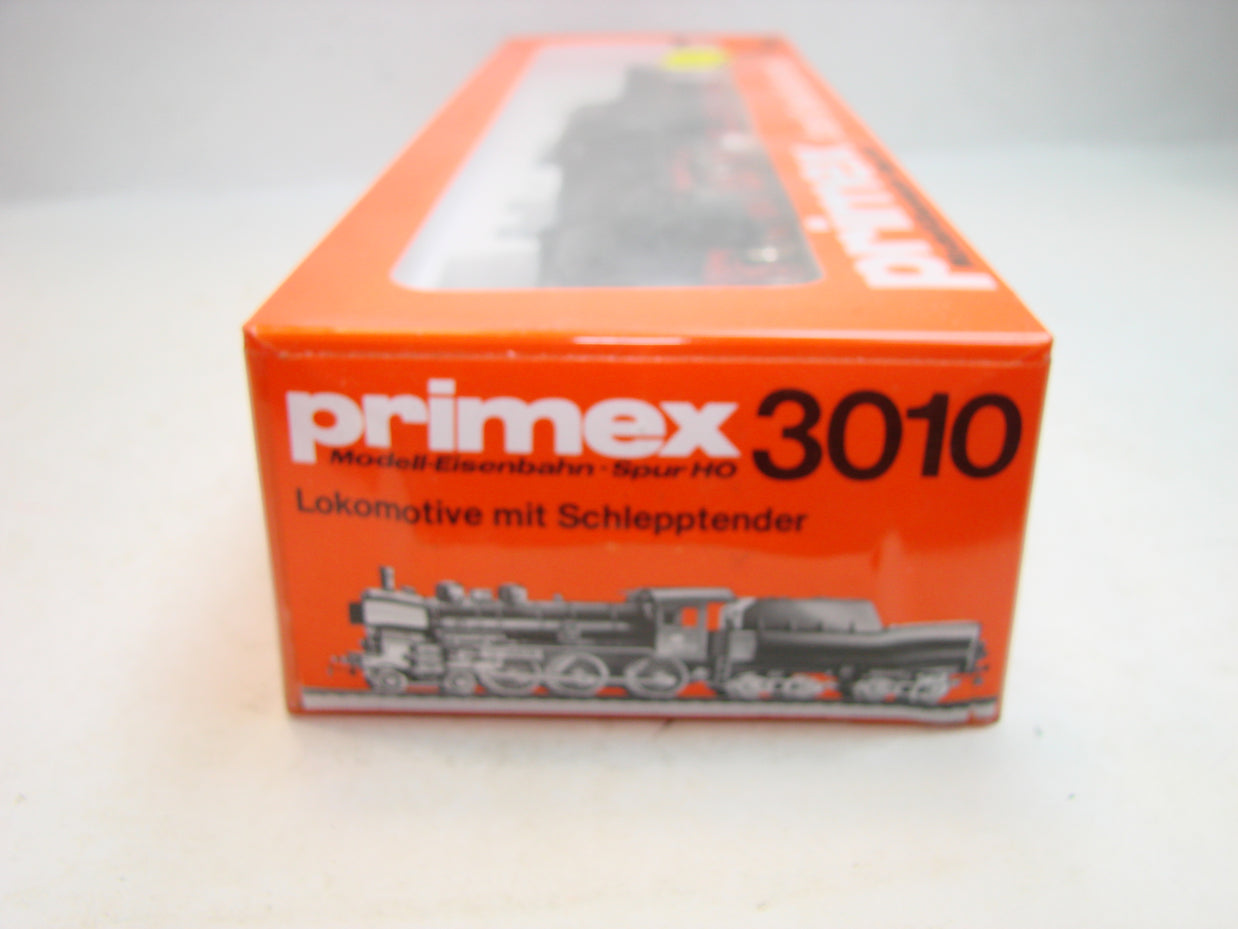 primex
primex 3010
Modell-Eisenbahn · Spur HO
Lokomotive mit Schlepptender